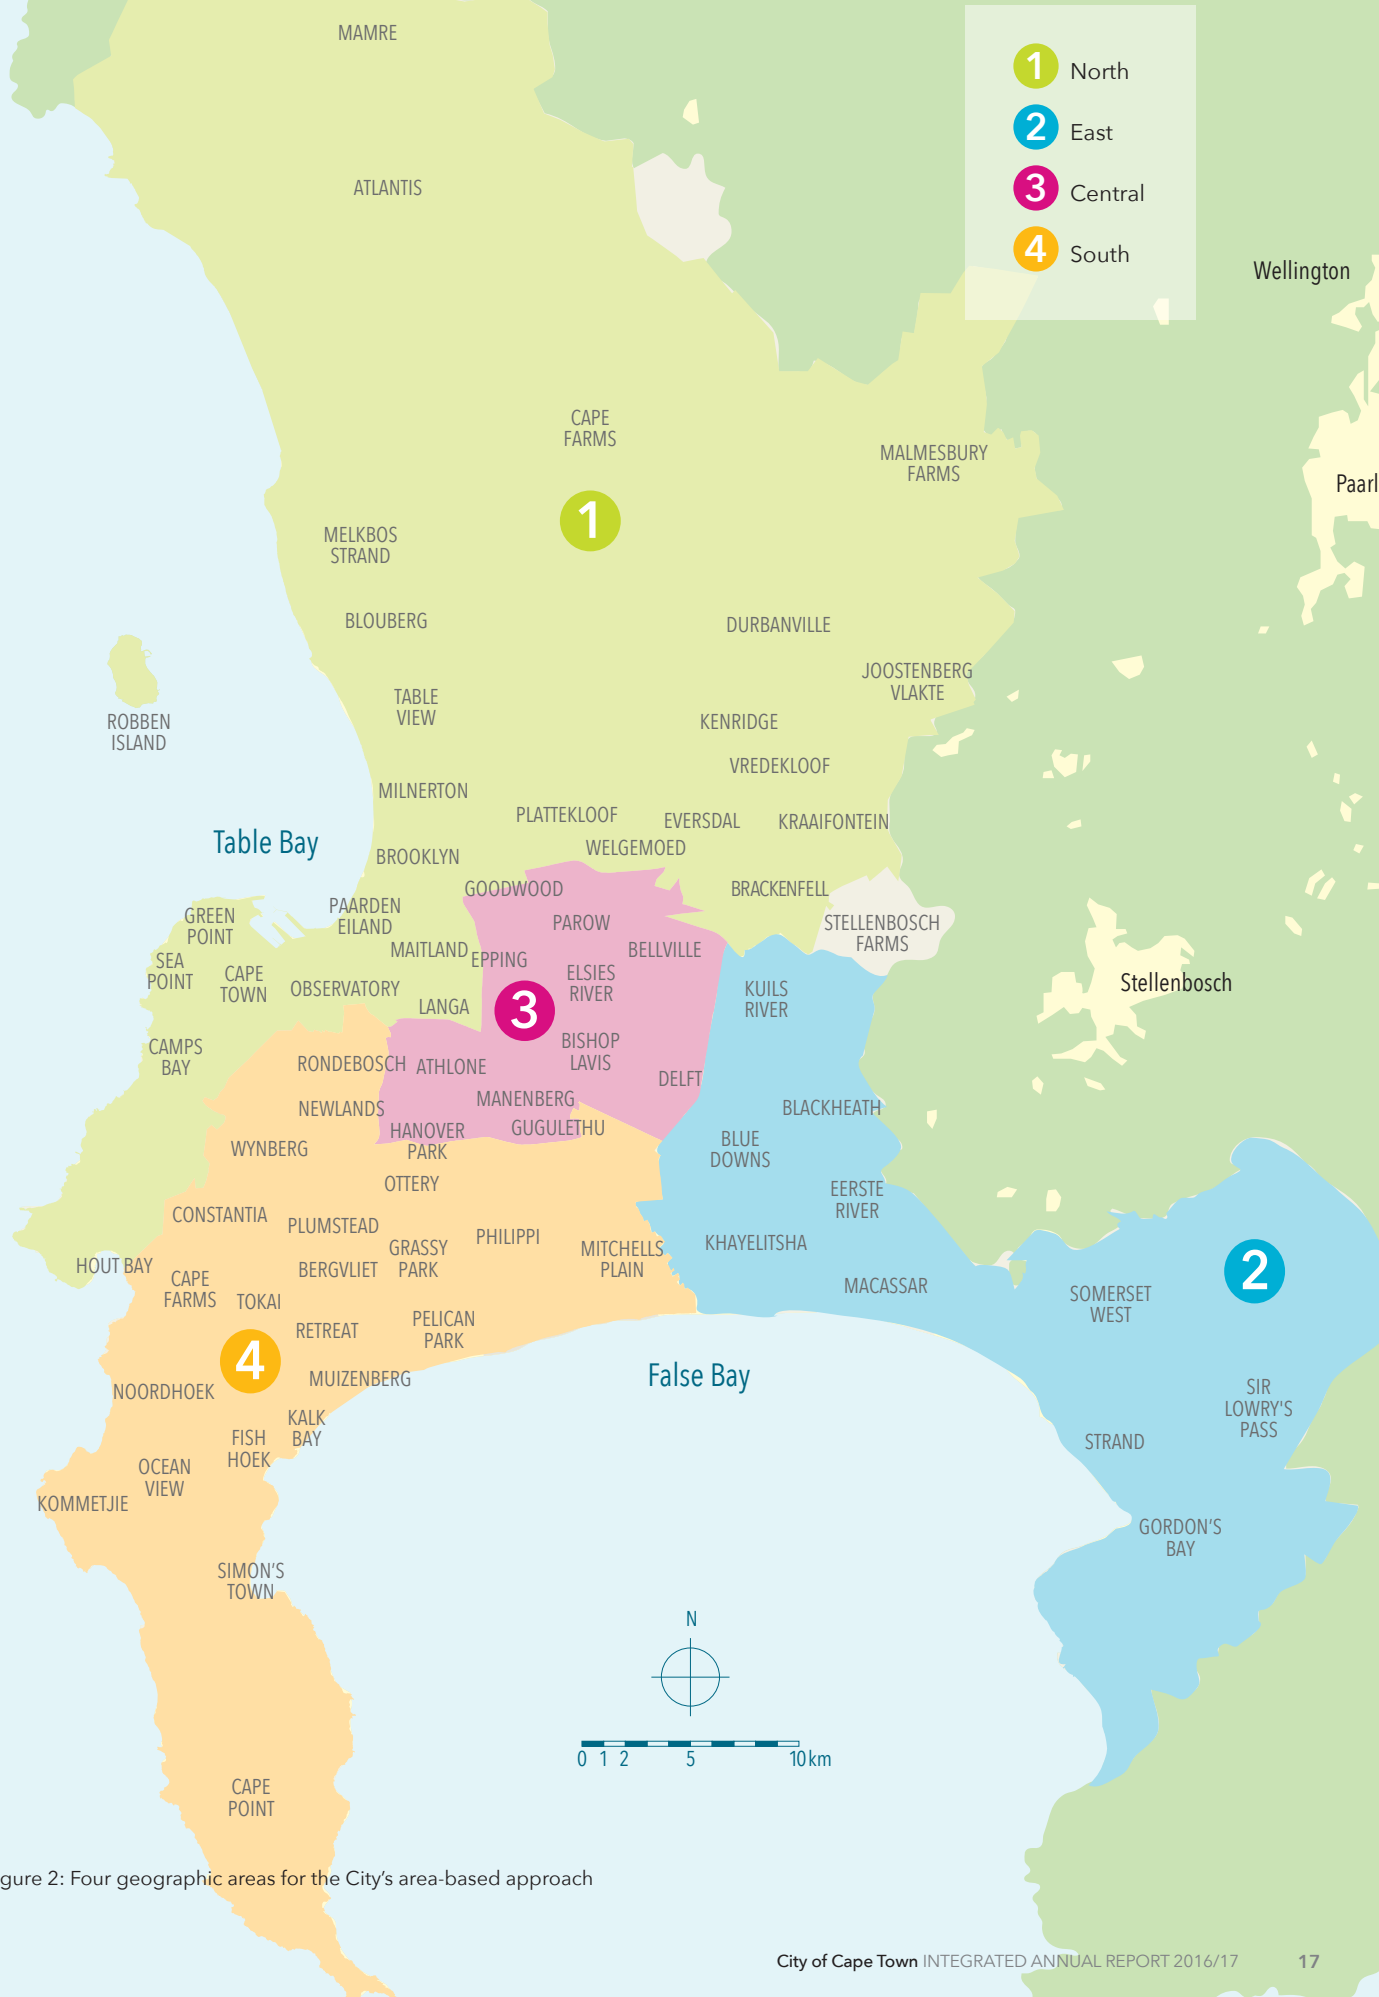 MAMRE
1 North
2 East
3 Central
4 South
ATLANTIS
Wellington
CAPE
FARMS
MALMESBURY
FARMS
Paarl
1
MELKBOS
STRAND
BLOUBERG
DURBANVILLE
JOOSTENBERG
VLAKTE
TABLE
VIEW
ROBBEN
ISLAND
KENRIDGE
VREDEKLOOF
MILNERTON
PLATTEKLOOF
EVERSDAL
KRAAIFONTEIN
Table Bay
WELGEMOED
BROOKLYN
GOODWOOD
BRACKENFELL
PAARDEN
EILAND
GREEN
POINT
PAROW
STELLENBOSCH
FARMS
MAITLAND
EPPING
BELLVILLE
SEA
POINT
CAPE
TOWN
OBSERVATORY
ELSIES
RIVER
KUILS
RIVER
Stellenbosch
LANGA
3
CAMPS
BAY
RONDEBOSCH
ATHLONE
BISHOP
LAVIS
DELFT
NEWLANDS
MANENBERG
BLACKHEATH
HANOVER
PARK
GUGULETHU
WYNBERG
BLUE
DOWNS
OTTERY
EERSTE
RIVER
CONSTANTIA
PLUMSTEAD
PHILIPPI
GRASSY
PARK
MITCHELLS
PLAIN
KHAYELITSHA
HOUT BAY
BERGVLIET
CAPE
FARMS
TOKAI
MACASSAR
2
SOMERSET
WEST
RETREAT
PELICAN
PARK
4
NOORDHOEK
MUIZENBERG
False Bay
SIR
LOWRY'S
PASS
KALK
BAY
FISH
HOEK
STRAND
OCEAN
VIEW
KOMMETJIE
GORDON'S
BAY
SIMON'S
TOWN
N
0 1 2 5 10km
CAPE
POINT
gure 2: Four geographic areas for the City's area-based approach
City of Cape Town INTEGRATED ANNUAL REPORT 2016/17 17